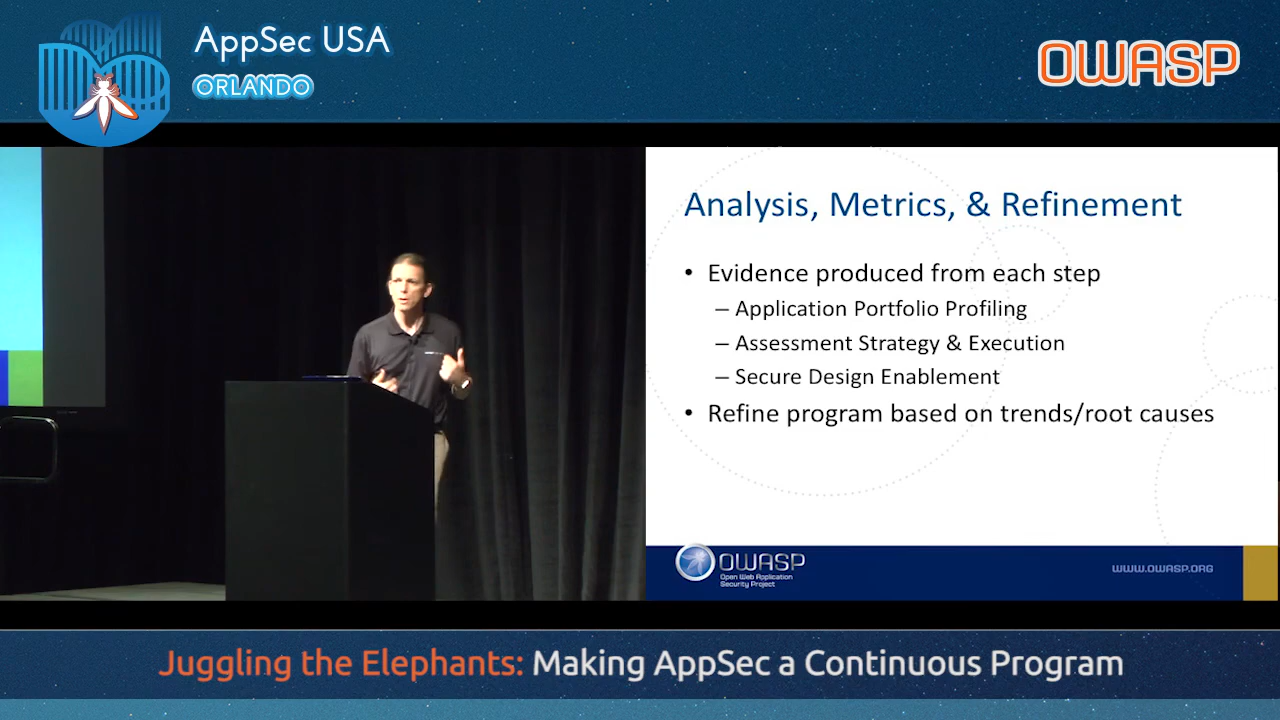 AppSec USA
ORLANDO
OWASP
Analysis, Metrics, & Refinement
• Evidence produced from each step
– Application Portfolio Profiling
– Assessment Strategy & Execution
– Secure Design Enablement
• Refine program based on trends/root causes
OWASP
Open Web Application
Security Project
WWW.OWASP.ORG
Juggling the Elephants: Making AppSec a Continuous Program